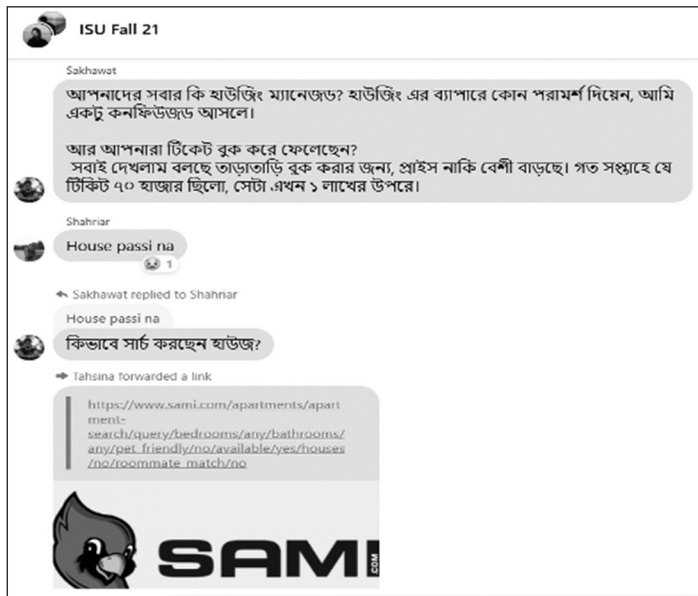 ISU Fall 21
Sakhawat
আপনাদের সবার কি হাউজিং ম্যানেজড? হাউজিং এর ব্যাপারে কোন পরামর্শ দিয়েন, আমি
একটু কনফিউজড আসলে।
আর আপনারা টিকেট বুক করে ফেলেছেন?
সবাই দেখলাম বলছে তাড়াতাড়ি বুক করার জন্য, প্রাইস নাকি বেশী বাড়ছে। গত সপ্তাহে যে
টিকিট ৭০ হাজার ছিলো, সেটা এখন ১ লাখের উপরে।
Shahriar
House passi na
1
Sakhawat replied to Shahriar
House passi na
কিভাবে সার্চ করছেন হাউজ?
Tahsina forwarded a link
https://www.sami.com/apartments/apart
ment-
search/query/bedrooms/any/bathrooms/
any/pet_friendly/no/available/yes/houses
/no/roommate_match/no
SAMI
.COM